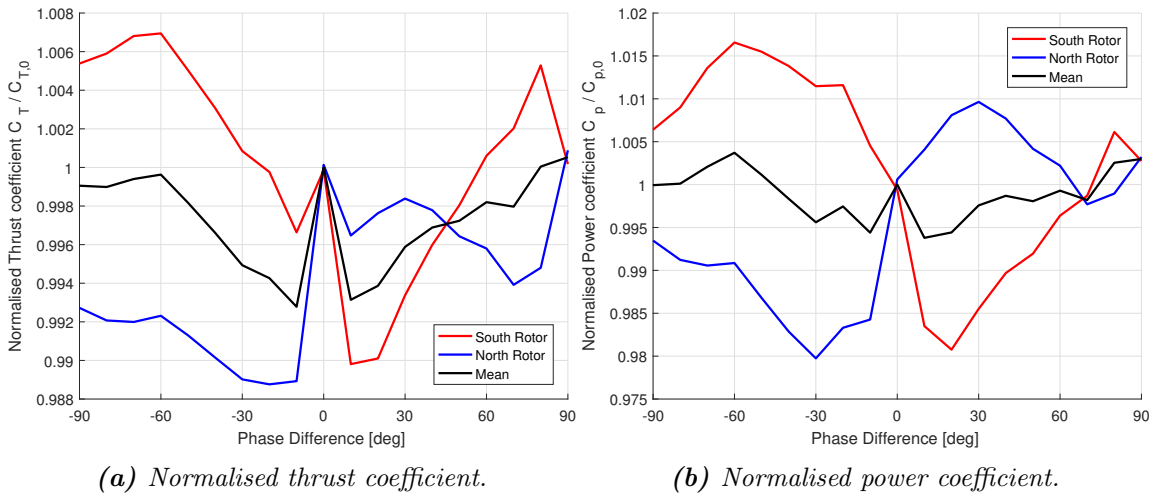 1.008
1.006
1.004
1.002
1
0.998
0.996
0.994
0.992
0.99
0.988
Normalised Thrust coefficient C T / C T,0
-90
-60
-30
0
30
60
90
Phase Difference [deg]
South Rotor
North Rotor
Mean
(a) Normalised thrust coefficient.
1.02
1.015
1.01
1.005
1
0.995
0.99
0.985
0.98
0.975
Normalised Power coefficient C p / C p,0
-90
-60
-30
0
30
60
90
Phase Difference [deg]
South Rotor
North Rotor
Mean
(b) Normalised power coefficient.